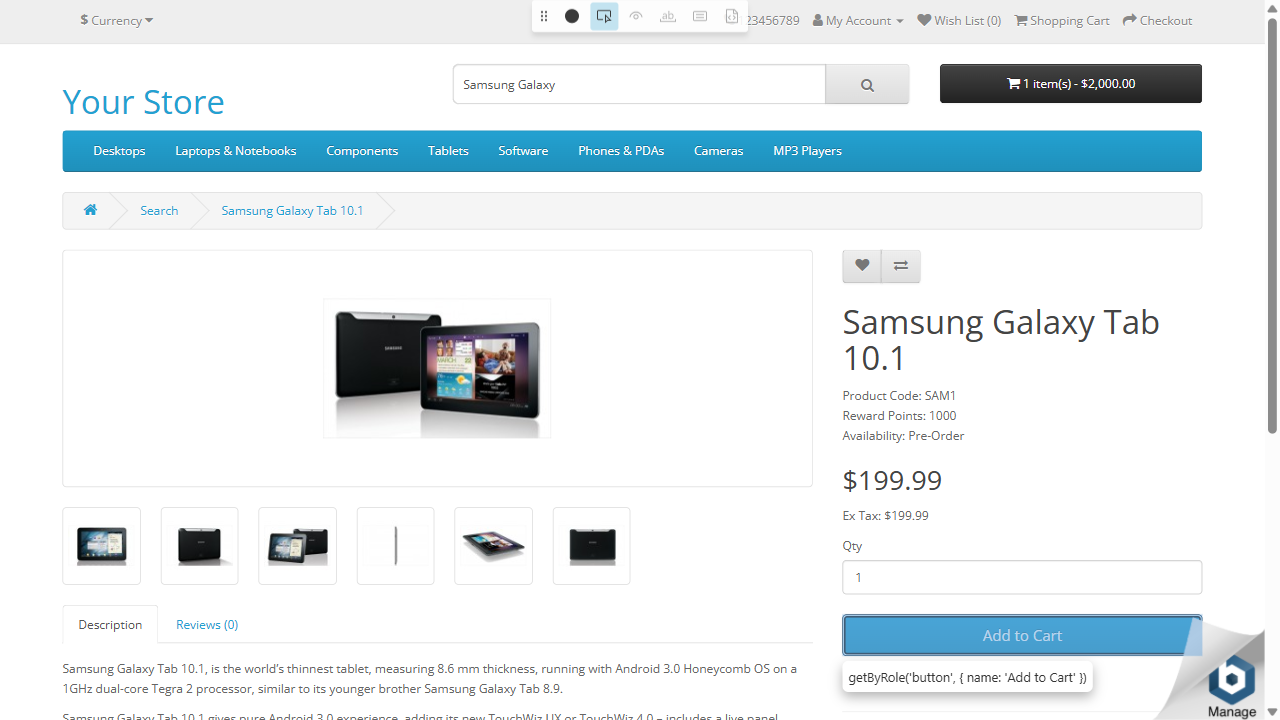 $ Currency
23456789
My Account
Wish List (0)
Shopping Cart
Checkout
ab
Your Store
Samsung Galaxy
1 item(s) - $2,000.00
Desktops
Laptops & Notebooks
Components
Tablets
Software
Phones & PDAs
Cameras
MP3 Players
Search
Samsung Galaxy Tab 10.1
Samsung Galaxy Tab
10.1
Product Code: SAM1
Reward Points: 1000
Availability: Pre-Order
$199.99
Ex Tax: $199.99
Qty
1
Add to Cart
getByRole('button', { name: 'Add to Cart' })
Manage
Description
Reviews (0)
Samsung Galaxy Tab 10.1, is the world's thinnest tablet, measuring 8.6 mm thickness, running with Android 3.0 Honeycomb OS on a
1GHz dual-core Tegra 2 processor, similar to its younger brother Samsung Galaxy Tab 8.9.
Samsung Galaxy Tab 10.1 gives pure Android 3.0 experience, adding its new TouchWiz UX or TouchWiz 4.0 – includes a live panel,